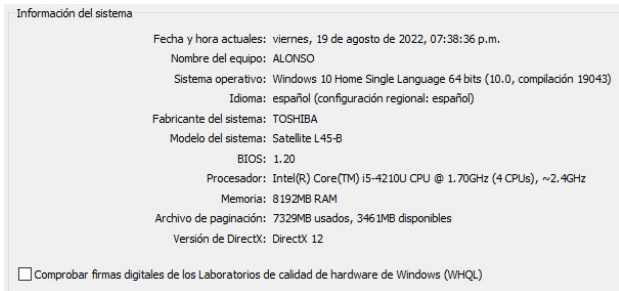 Información del sistema
Fecha y hora actuales: viernes, 19 de agosto de 2022, 07:38:36 p.m.
Nombre del equipo: ALONSO
Sistema operativo: Windows 10 Home Single Language 64 bits (10.0, compilación 19043)
Idioma: español (configuración regional: español)
Fabricante del sistema: TOSHIBA
Modelo del sistema: Satellite L45-B
BIOS: 1.20
Procesador: Intel(R) Core(TM) i5-4210U CPU @ 1.70GHz (4 CPUs), ~2.4GHz
Memoria: 8192MB RAM
Archivo de paginación: 7329MB usados, 3461MB disponibles
Versión de DirectX: DirectX 12
Comprobar firmas digitales de los Laboratorios de calidad de hardware de Windows (WHQL)